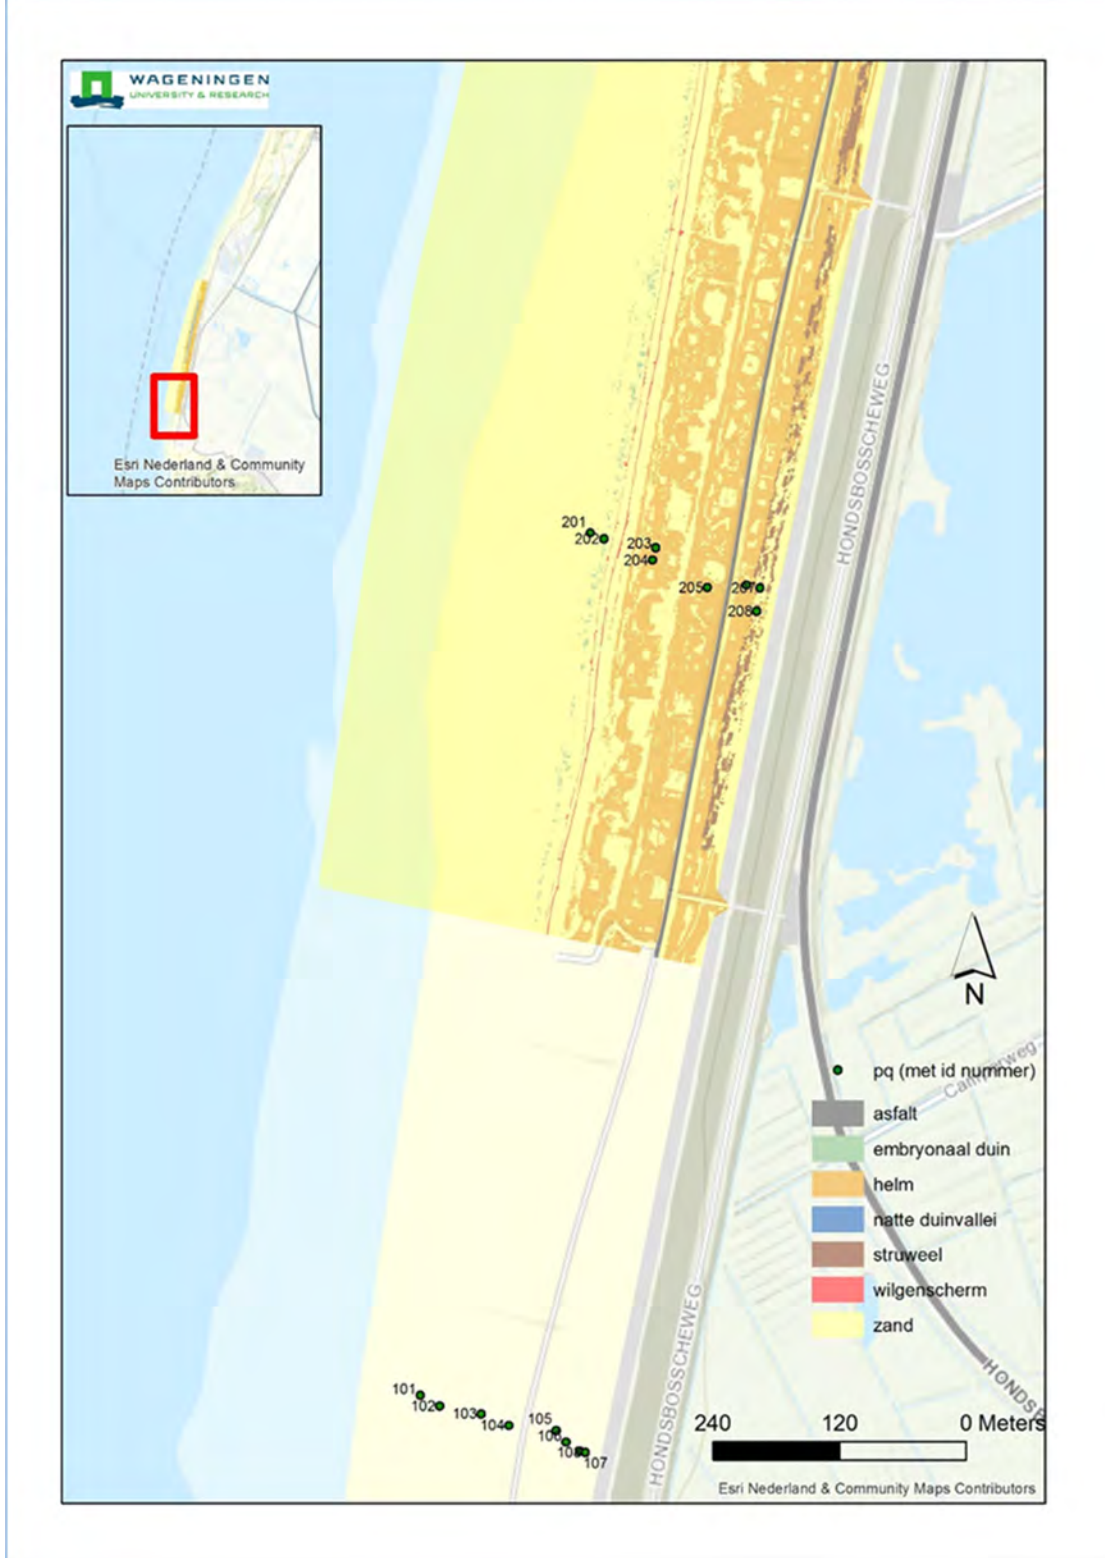 WAGENINGEN
UNIVERSITY & RESEARCH
Esri Nederland & Community
Maps Contributors
HONDSBOSSCHEWEG
201
202
203
204
205
207
208
N
pq (met id nummer)
Camperweg
asfalt
embryonaal duin
helm
natte duinvallei
struweel
wilgenscherm
zand
HONDSBOSSCHEWEG
HONDSB
101
102
103
104
105
106
107
240 120 0 Meters
Esri Nederland & Community Maps Contributors